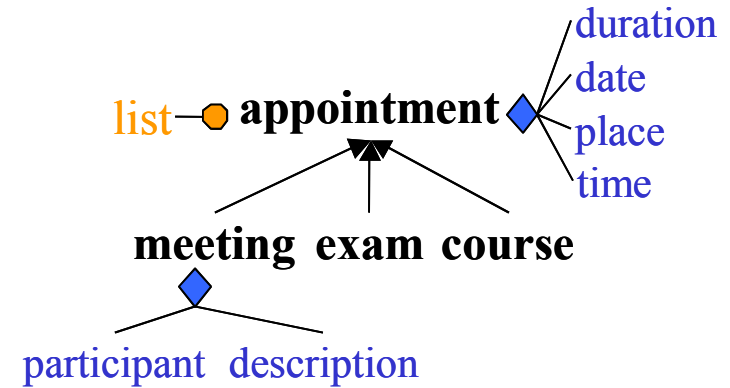 duration
date
list appointment
place
time
meeting exam course
participant description